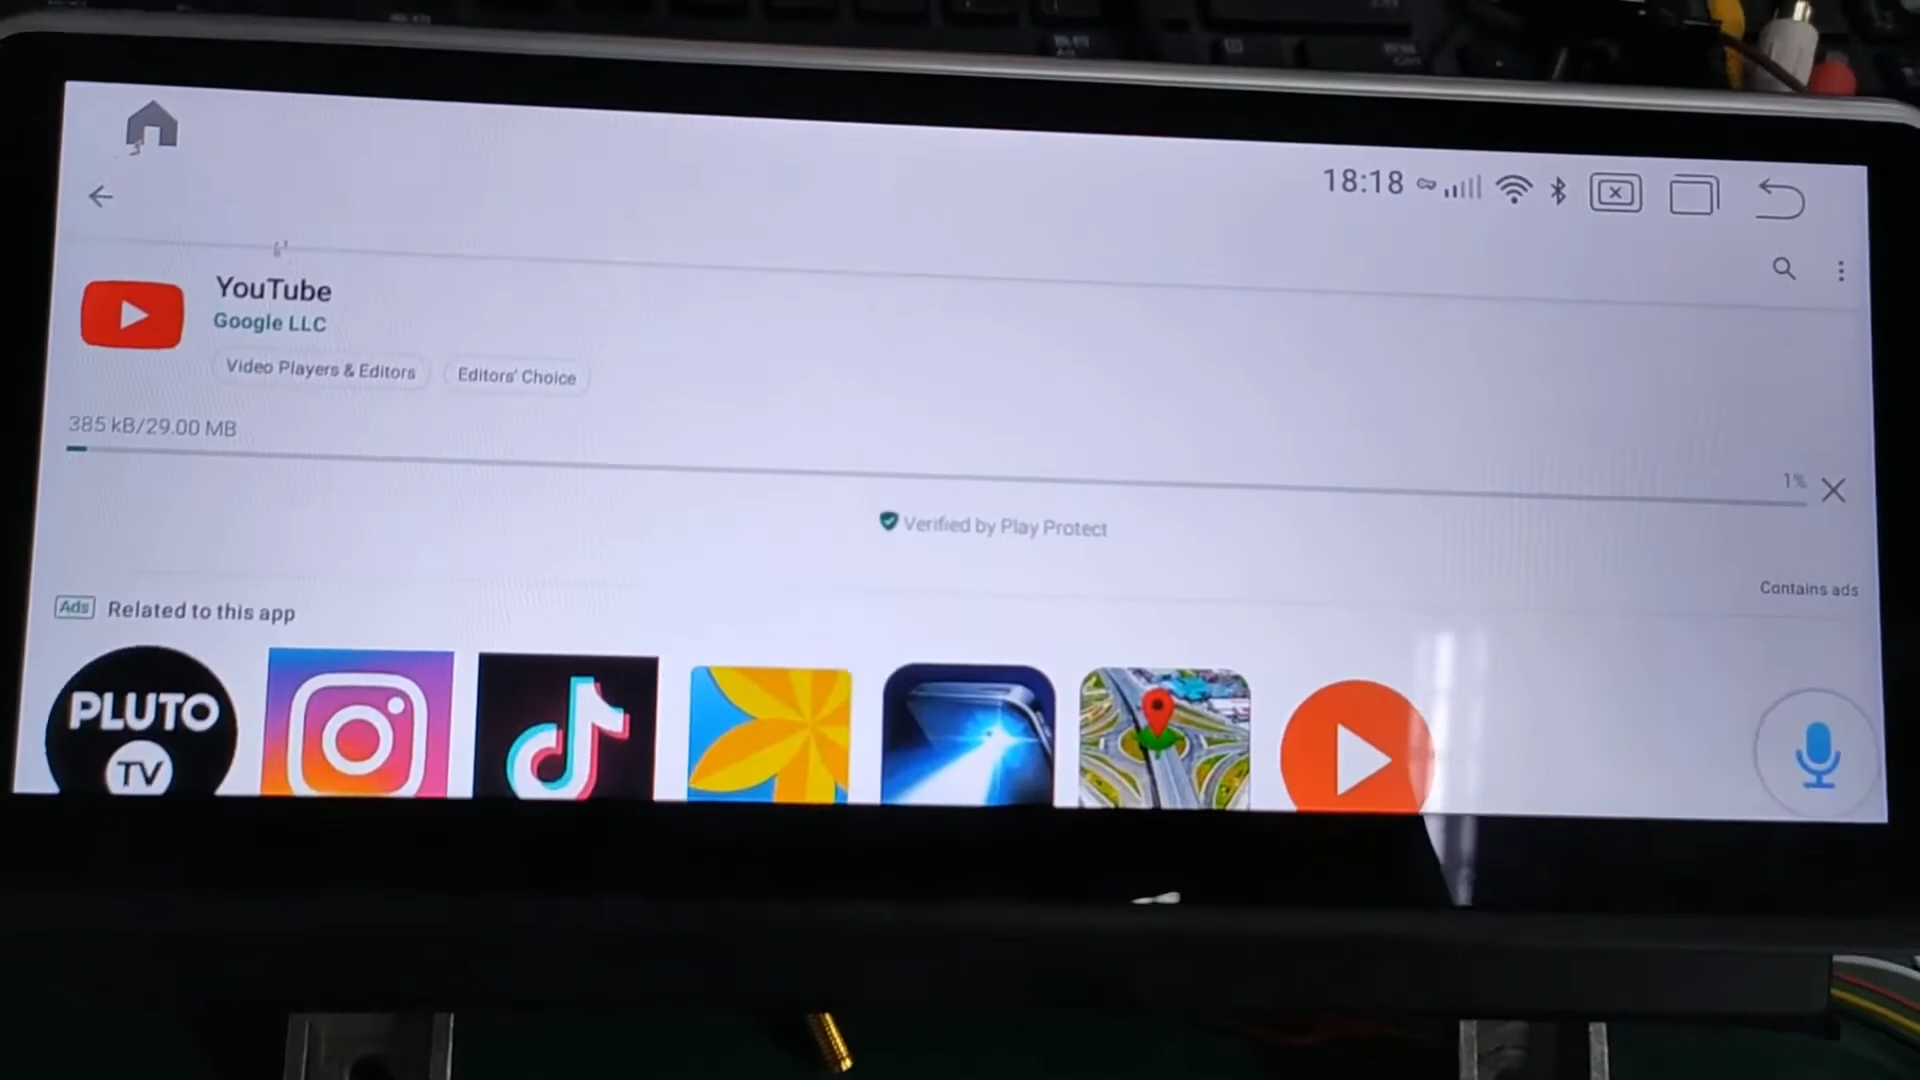 18:18
YouTube
Google LLC
Video Players & Editors
Editors' Choice
385 kB/29.00 MB
1%
Verified by Play Protect
Contains ads
Ads Related to this app
PLUTO
TV